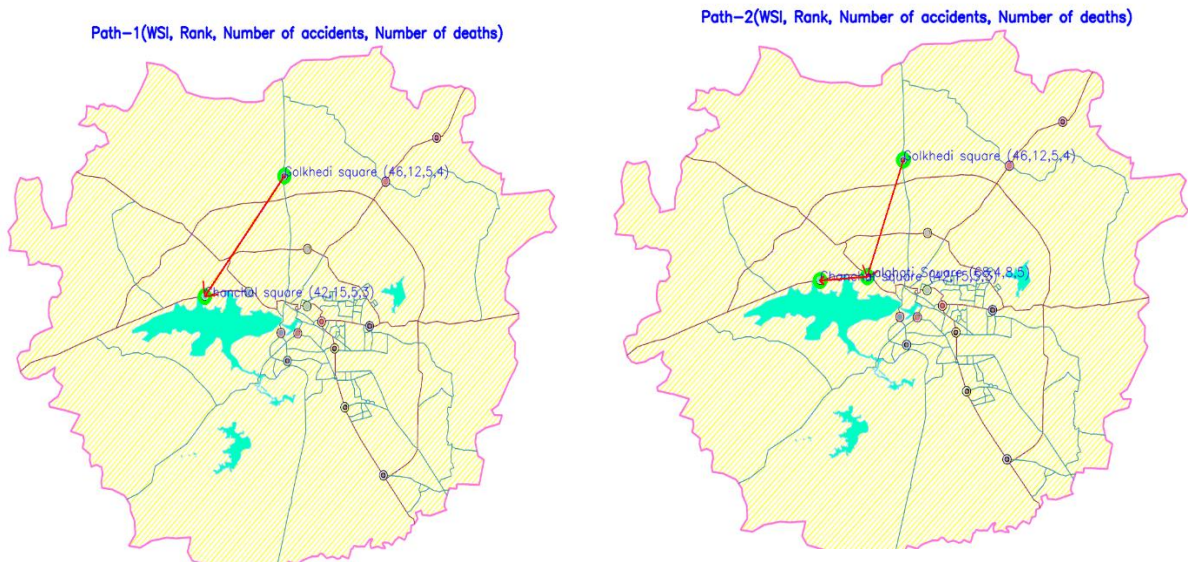 Path-1(WSI, Rank, Number of accidents, Number of deaths)
Golkhedi square (46,12,5,4)
Chanchal square (42,15,5,3)
Path-2(WSI, Rank, Number of accidents, Number of deaths)
Golkhedi square (46,12,5,4)
Square
square